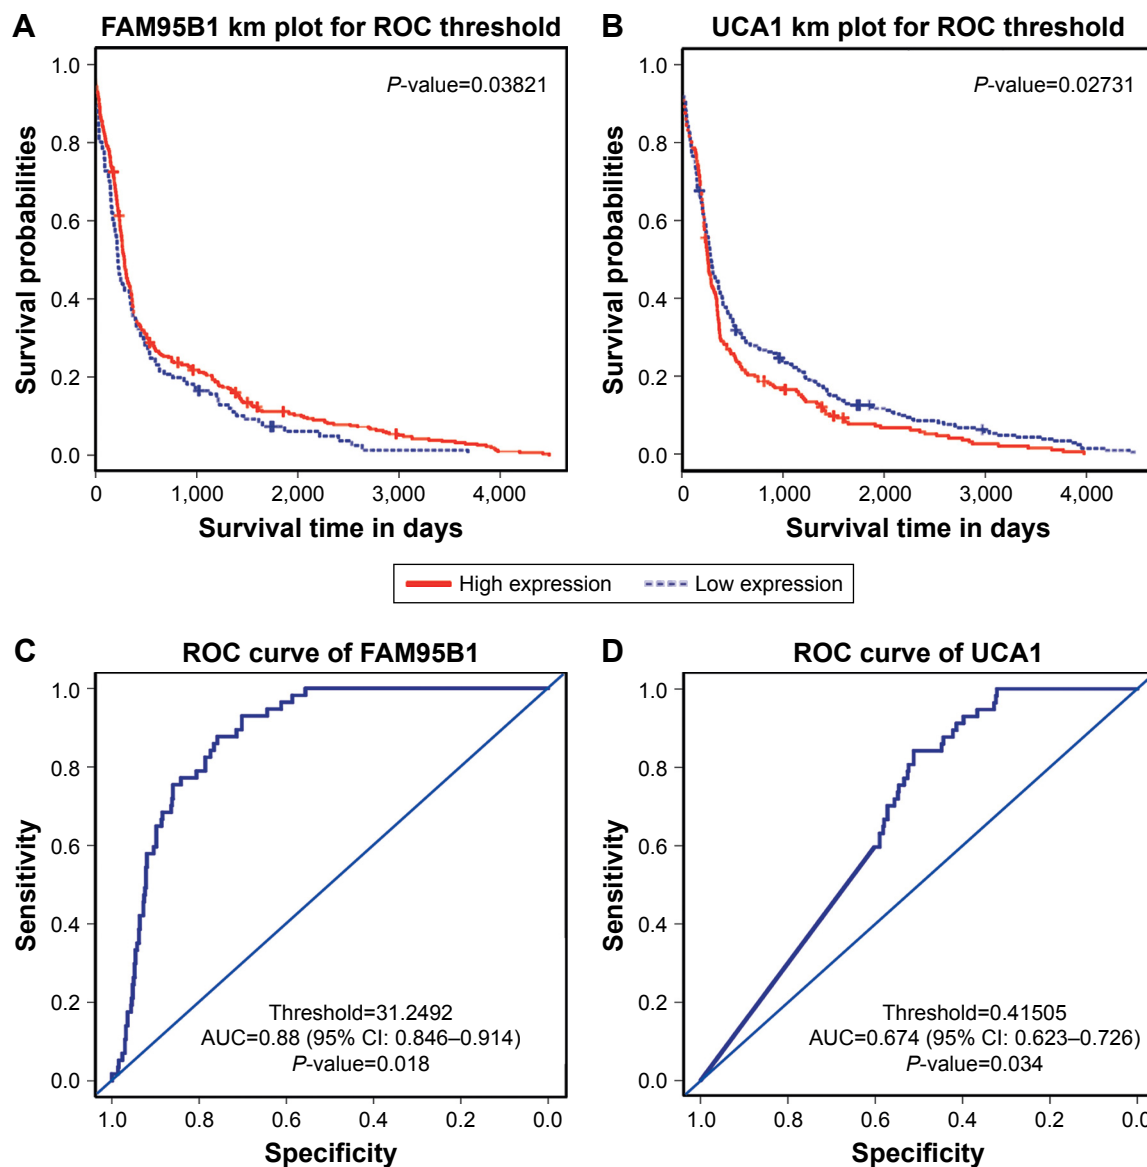 A
FAM95B1 km plot for ROC threshold
P-value=0.03821
Survival probabilities
1.0
0.8
0.6
0.4
0.2
0.0
0 1,000 2,000 3,000 4,000
Survival time in days
B
UCA1 km plot for ROC threshold
P-value=0.02731
Survival probabilities
1.0
0.8
0.6
0.4
0.2
0.0
0 1,000 2,000 3,000 4,000
Survival time in days
High expression Low expression
C
ROC curve of FAM95B1
Sensitivity
1.0
0.8
0.6
0.4
0.2
0.0
Threshold=31.2492
AUC=0.88 (95% CI: 0.846–0.914)
P-value=0.018
1.0 0.8 0.6 0.4 0.2 0.0
Specificity
D
ROC curve of UCA1
Sensitivity
1.0
0.8
0.6
0.4
0.2
0.0
Threshold=0.41505
AUC=0.674 (95% CI: 0.623–0.726)
P-value=0.034
1.0 0.8 0.6 0.4 0.2 0.0
Specificity